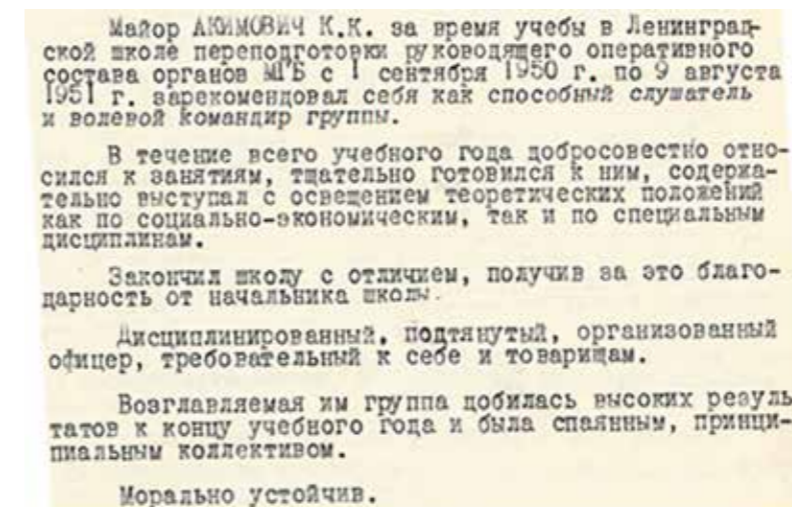 Майор АКИМОВИЧ К.К. за время учебы в Ленинград-
ской школе переподготовки руководящего оперативного
состава органов МГБ с 1 сентября 1950 г. по 9 августа
1951 г. зарекомендовал себя как способный слушатель
и волевой командир группы.
В течение всего учебного года добросовестно отно-
сился к занятиям, тщательно готовился к ним, содержа-
тельно выступал с освещением теоретических положений
как по социально-экономическим, так и по специальным
дисциплинам.
Закончил школу с отличием, получив за это благо-
дарность от начальника школы.
Дисциплинированный, подтянутый, организованный
офицер, требовательный к себе и товарищам.
Возглавляемая им группа добилась высоких резуль
татов к концу учебного года и была спаянным, принци-
пиальным коллективом.
Морально устойчив.